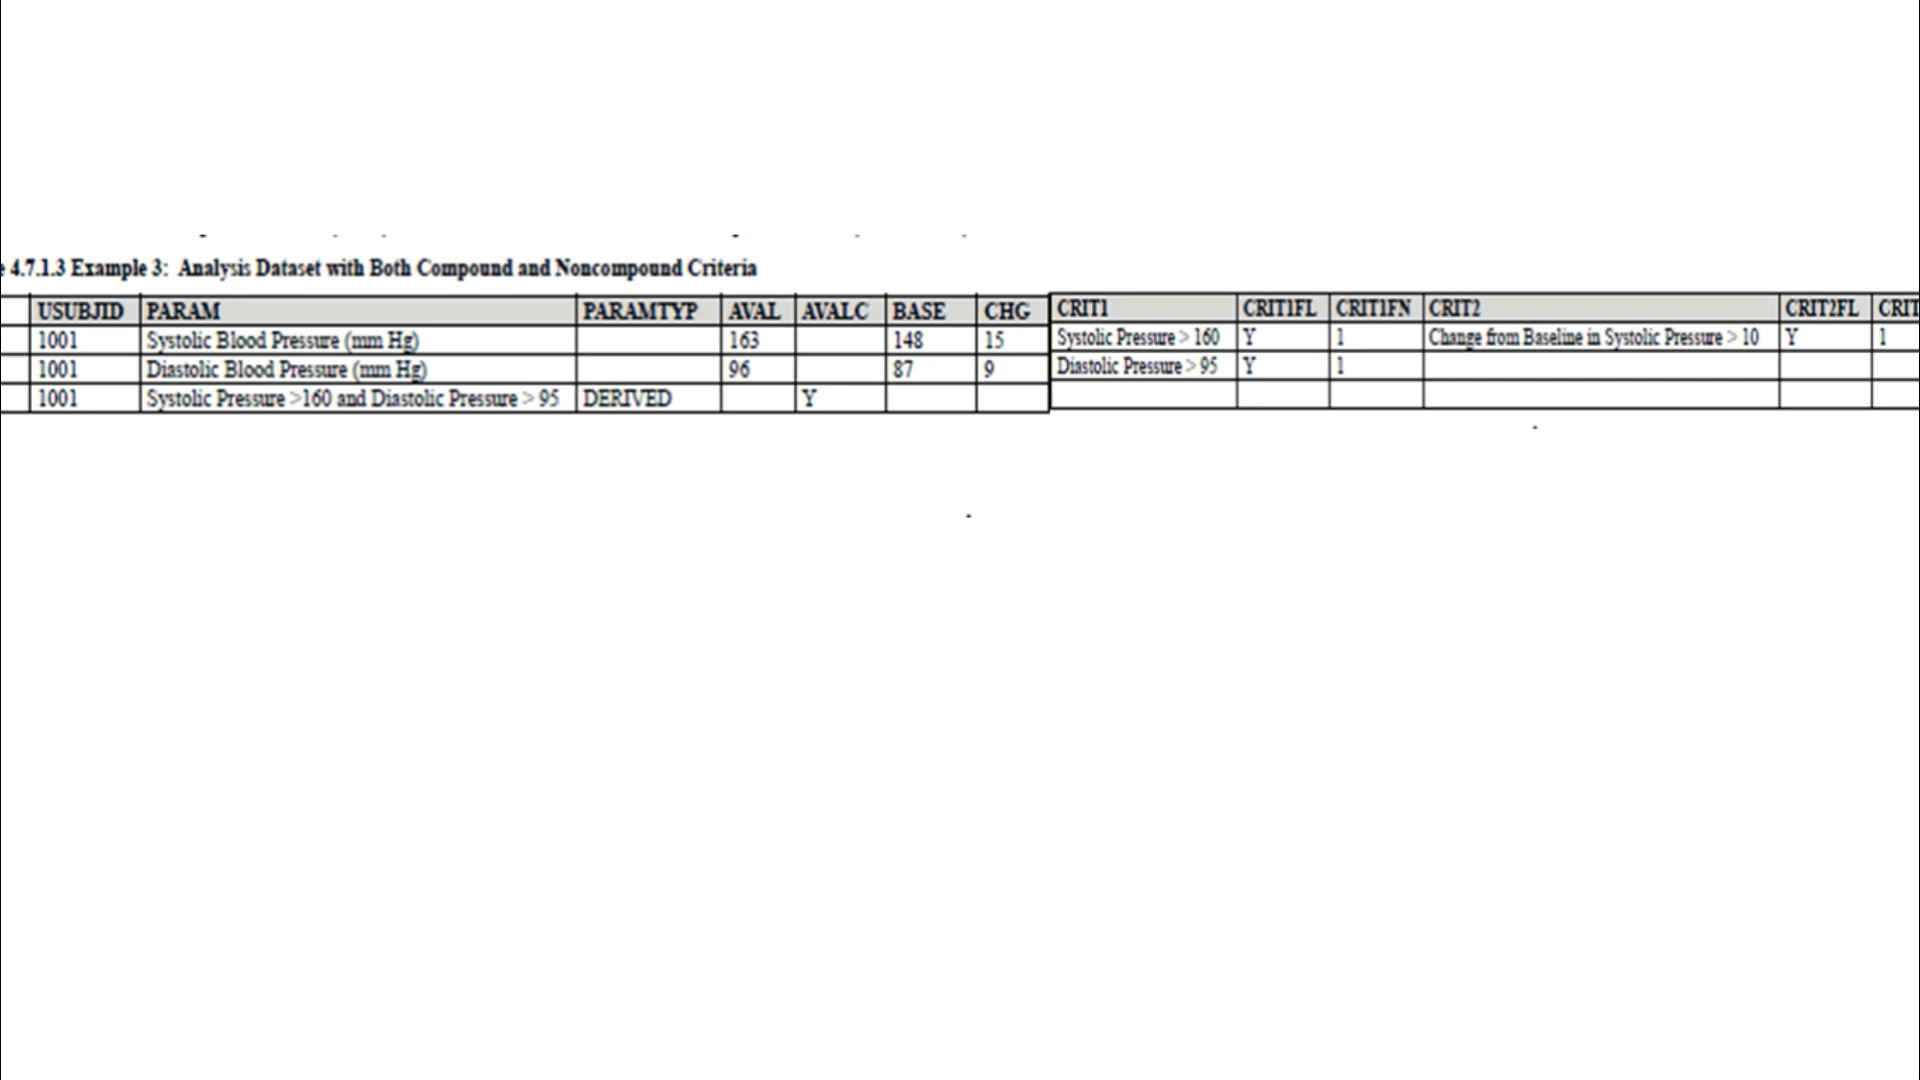 4.7.1.3 Example 3: Analysis Dataset with Both Compound and Noncompound Criteria
USUBJID PARAM PARAMTYP AVAL AVALC BASE CHG CRIT1 CRIT1FL CRIT1FN CRIT2 CRIT2FL CRIT
1001 Systolic Blood Pressure (mm Hg) 163 148 15 Systolic Pressure > 160 Y 1 Change from Baseline in Systolic Pressure > 10 Y 1
1001 Diastolic Blood Pressure (mm Hg) 96 87 9 Diastolic Pressure > 95 Y 1
1001 Systolic Pressure >160 and Diastolic Pressure > 95 DERIVED Y